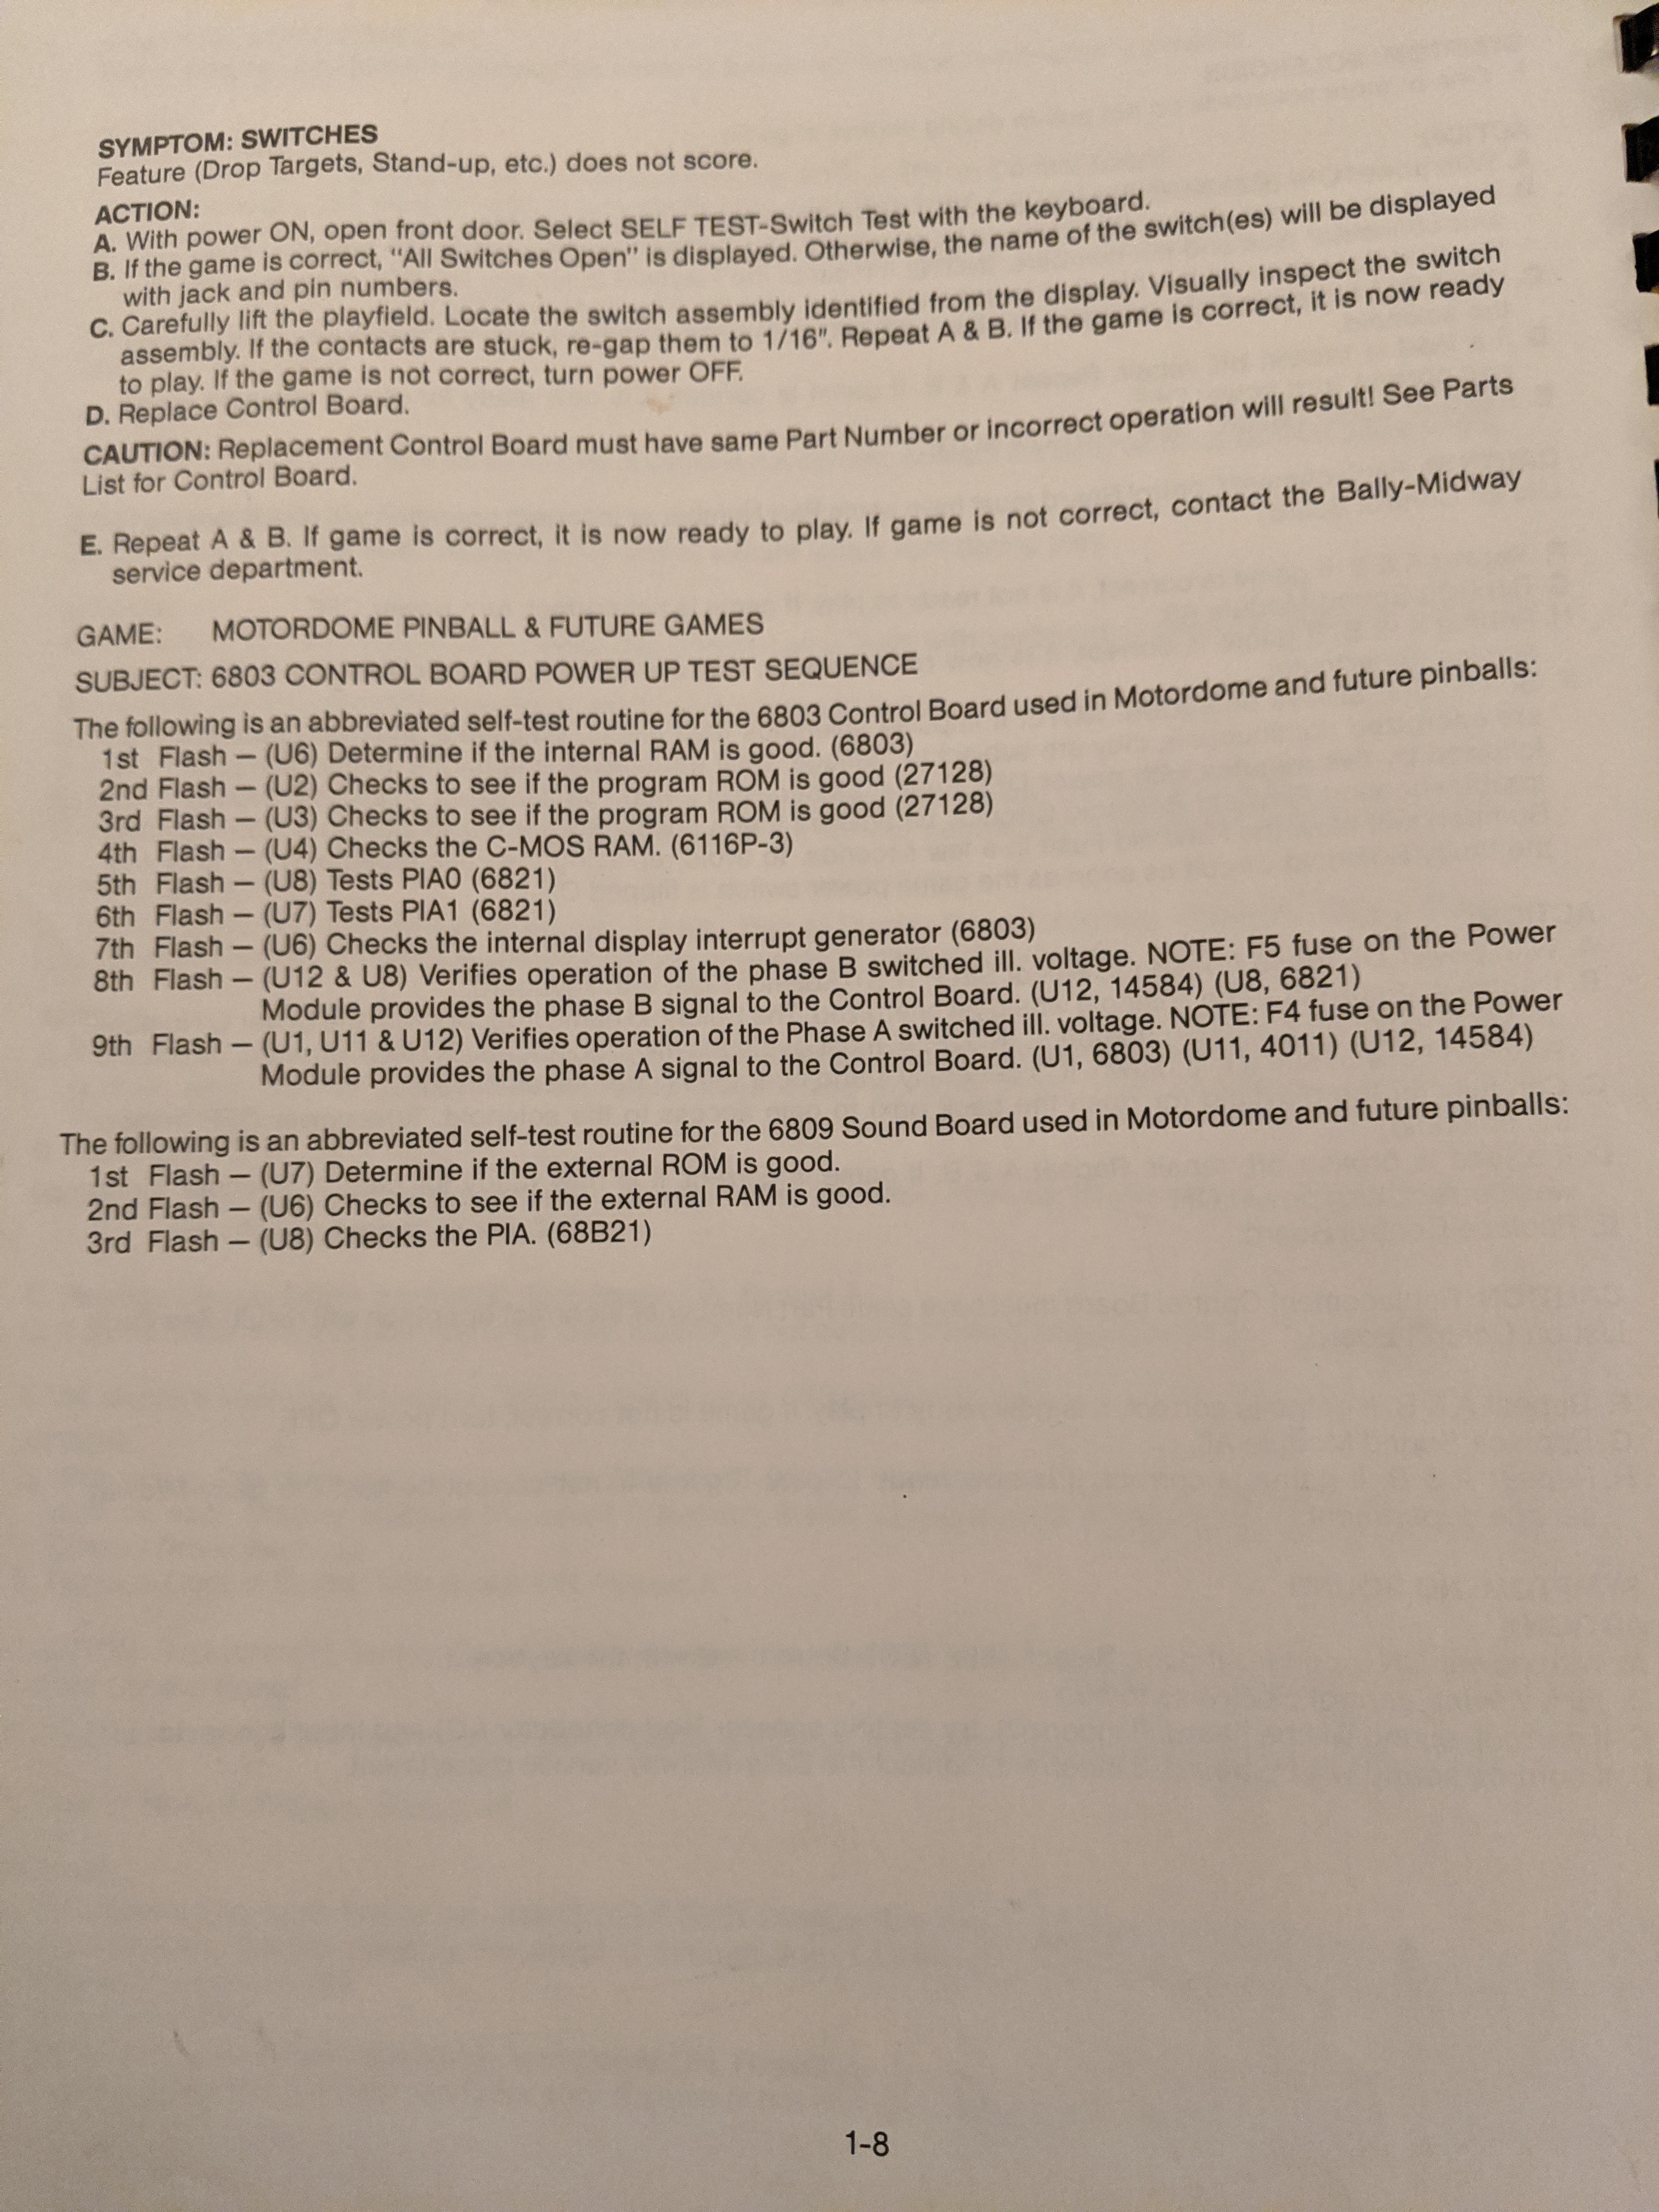 SYMPTOM: SWITCHES
Feature (Drop Targets, Stand-up, etc.) does not score.
ACTION:
A. With power ON, open front door. Select SELF TEST-Switch Test with the keyboard.
B. If the game is correct, "All Switches Open" is displayed. Otherwise, the name of the switch(es) will be displayed
with jack and pin numbers.
C. Carefully lift the playfield. Locate the switch assembly identified from the display. Visually inspect the switch
assembly. If the contacts are stuck, re-gap them to 1/16". Repeat A & B. If the game is correct, it is now ready
to play. If the game is not correct, turn power OFF.
D. Replace Control Board.
CAUTION: Replacement Control Board must have same Part Number or incorrect operation will result! See Parts
List for Control Board.
E. Repeat A & B. If game is correct, it is now ready to play. If game is not correct, contact the Bally-Midway
service department.
GAME: MOTORDOME PINBALL & FUTURE GAMES
SUBJECT: 6803 CONTROL BOARD POWER UP TEST SEQUENCE
The following is an abbreviated self-test routine for the 6803 Control Board used in Motordome and future pinballs:
1st Flash — (U6) Determine if the internal RAM is good. (6803)
2nd Flash — (U2) Checks to see if the program ROM is good (27128)
3rd Flash — (U3) Checks to see if the program ROM is good (27128)
4th Flash — (U4) Checks the C-MOS RAM. (6116P-3)
5th Flash — (U8) Tests PIA0 (6821)
6th Flash — (U7) Tests PIA1 (6821)
7th Flash — (U6) Checks the internal display interrupt generator (6803)
8th Flash — (U12 & U8) Verifies operation of the phase B switched ill. voltage. NOTE: F5 fuse on the Power
Module provides the phase B signal to the Control Board. (U12, 14584) (U8, 6821)
9th Flash — (U1, U11 & U12) Verifies operation of the Phase A switched ill. voltage. NOTE: F4 fuse on the Power
Module provides the phase A signal to the Control Board. (U1, 6803) (U11, 4011) (U12, 14584)
The following is an abbreviated self-test routine for the 6809 Sound Board used in Motordome and future pinballs:
1st Flash — (U7) Determine if the external ROM is good.
2nd Flash — (U6) Checks to see if the external RAM is good.
3rd Flash — (U8) Checks the PIA. (68B21)
1-8